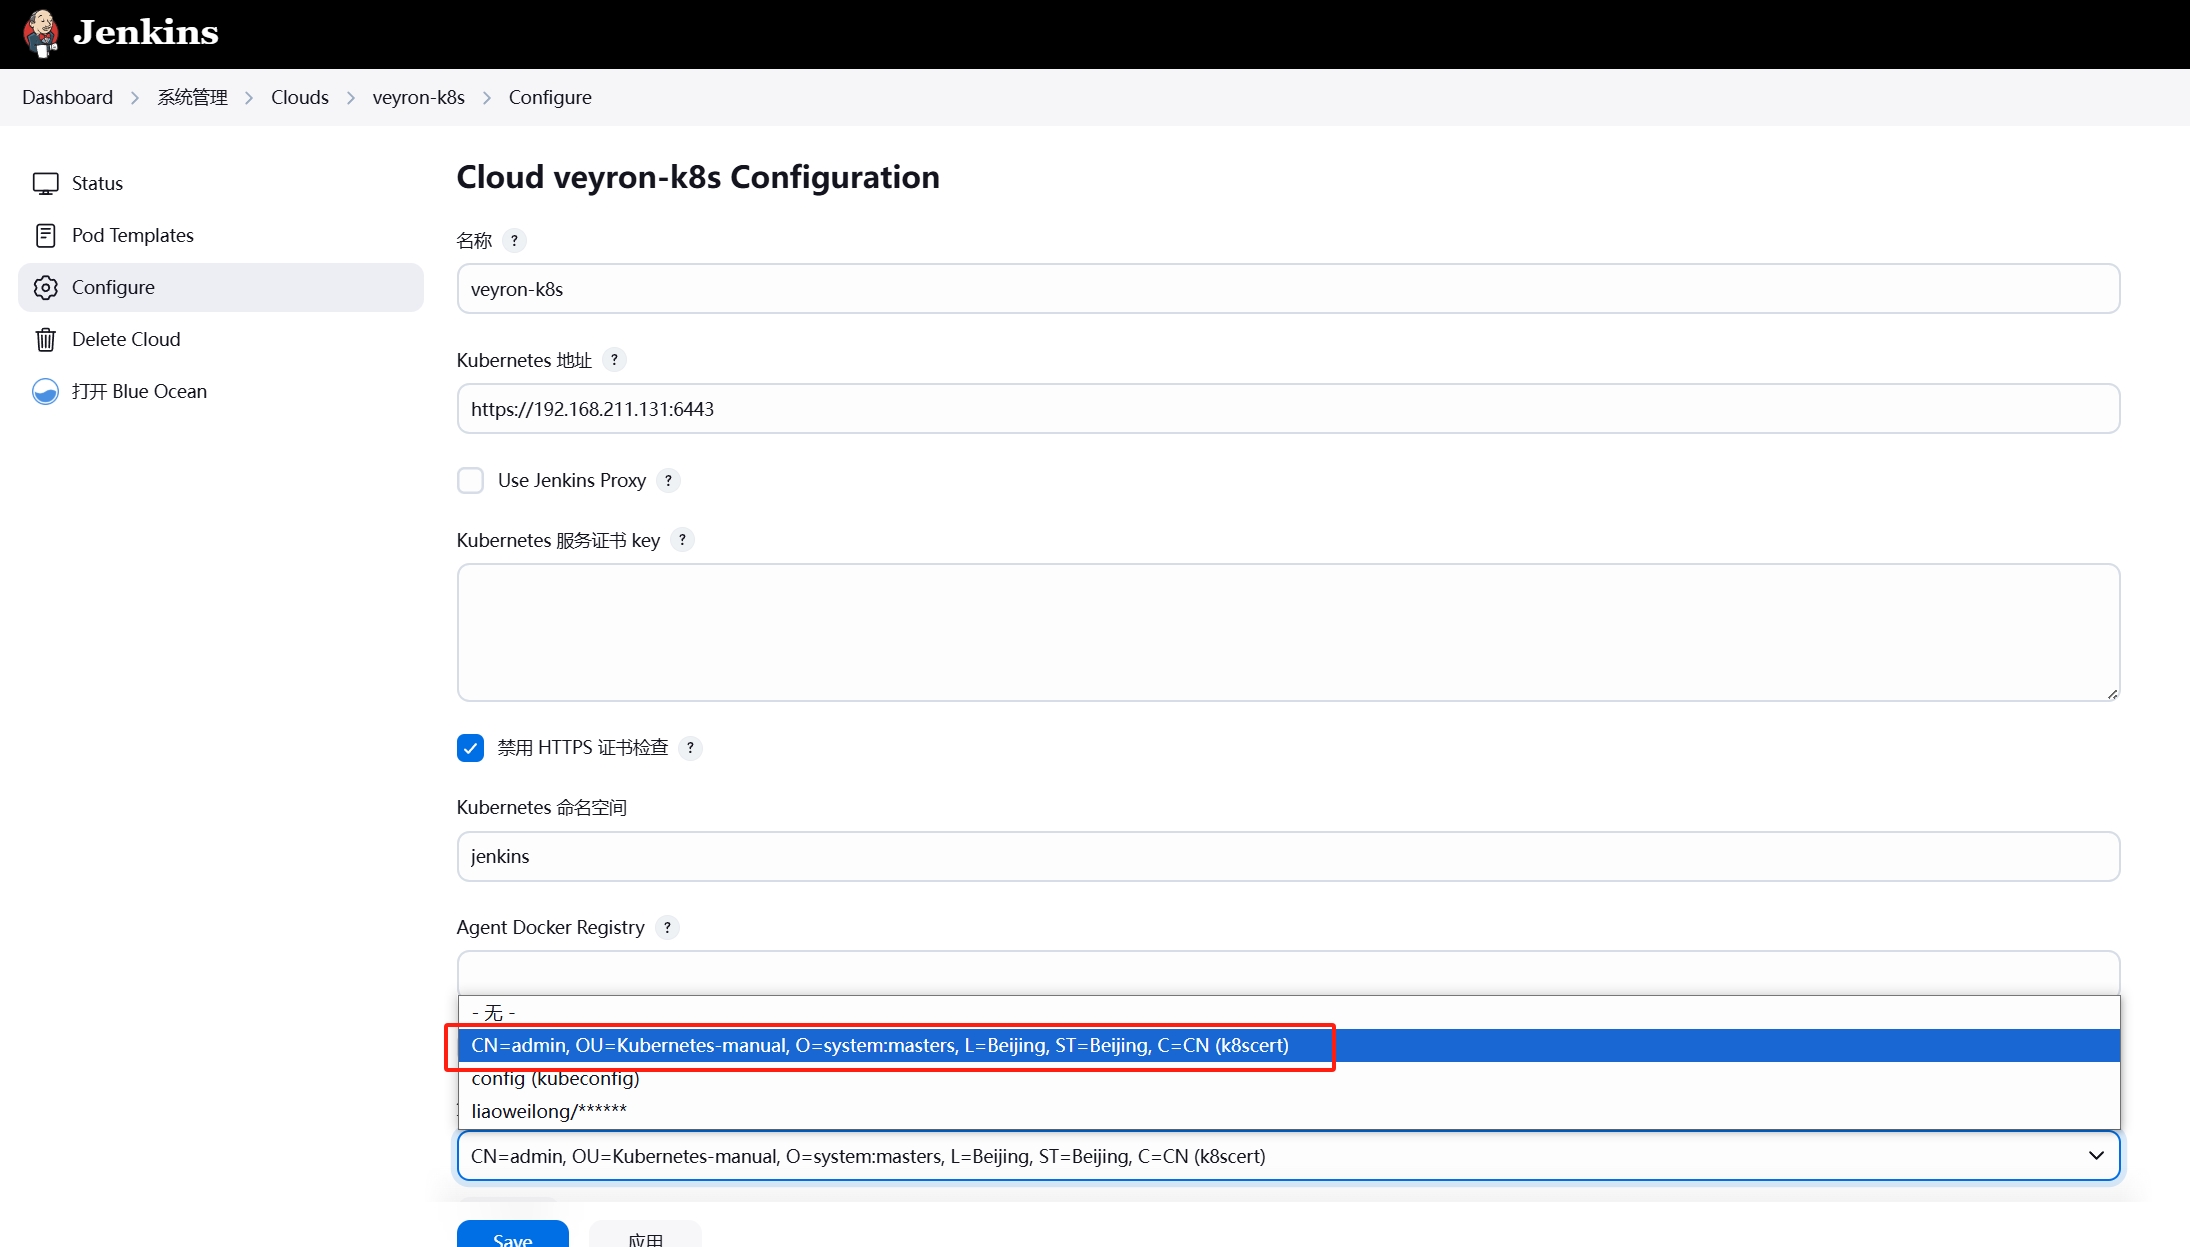 Jenkins
Dashboard > 系统管理 > Clouds > veyron-k8s > Configure
Status
Pod Templates
Configure
Delete Cloud
打开 Blue Ocean
Cloud veyron-k8s Configuration
名称 ?
veyron-k8s
Kubernetes 地址 ?
https://192.168.211.131:6443
Use Jenkins Proxy ?
Kubernetes 服务证书 key ?
禁用 HTTPS 证书检查 ?
Kubernetes 命名空间
jenkins
Agent Docker Registry ?
- 无 -
CN=admin, OU=Kubernetes-manual, O=system:masters, L=Beijing, ST=Beijing, C=CN (k8scert)
config (kubeconfig)
liaoweilong/******
CN=admin, OU=Kubernetes-manual, O=system:masters, L=Beijing, ST=Beijing, C=CN (k8scert)
Save
应用